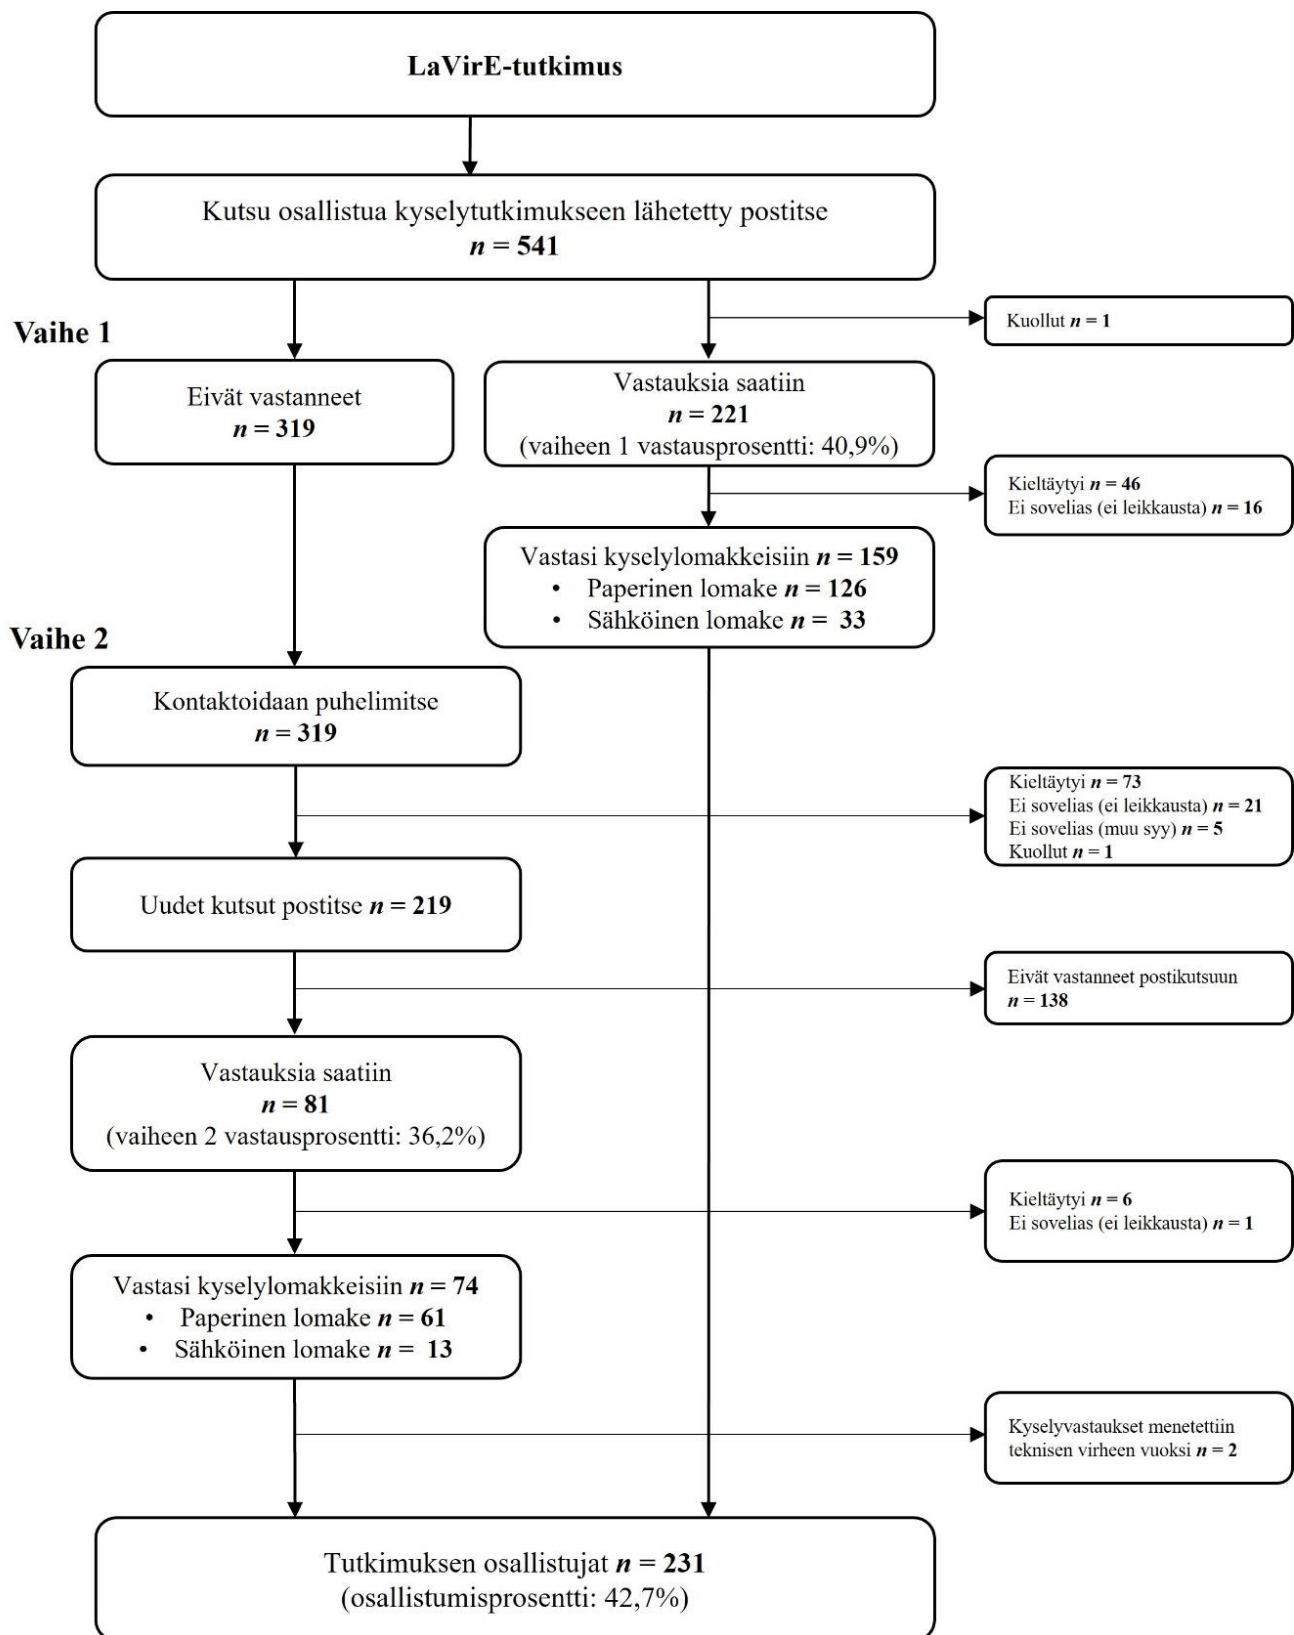 LaVirE-tutkimus
Kutsu osallistua kyselytutkimukseen lähetetty postitse
n = 541
Vaihe 1
Kuollut n = 1
Eivät vastanneet
n = 319
Vastauksia saatiin
n = 221
(vaiheen 1 vastausprosentti: 40,9%)
Kieltäytyi n = 46
Ei sovelias (ei leikkausta) n = 16
Vastasi kyselylomakkeisiin n = 159
• Paperinen lomake n = 126
• Sähköinen lomake n = 33
Vaihe 2
Kontaktoidaan puhelimitse
n = 319
Kieltäytyi n = 73
Ei sovelias (ei leikkausta) n = 21
Ei sovelias (muu syy) n = 5
Kuollut n = 1
Uudet kutsut postitse n = 219
Eivät vastanneet postikutsuun
n = 138
Vastauksia saatiin
n = 81
(vaiheen 2 vastausprosentti: 36,2%)
Kieltäytyi n = 6
Ei sovelias (ei leikkausta) n = 1
Vastasi kyselylomakkeisiin n = 74
• Paperinen lomake n = 61
• Sähköinen lomake n = 13
Kyselyvastaukset menetettiin
teknisen virheen vuoksi n = 2
Tutkimuksen osallistujat n = 231
(osallistumisprosentti: 42,7%)